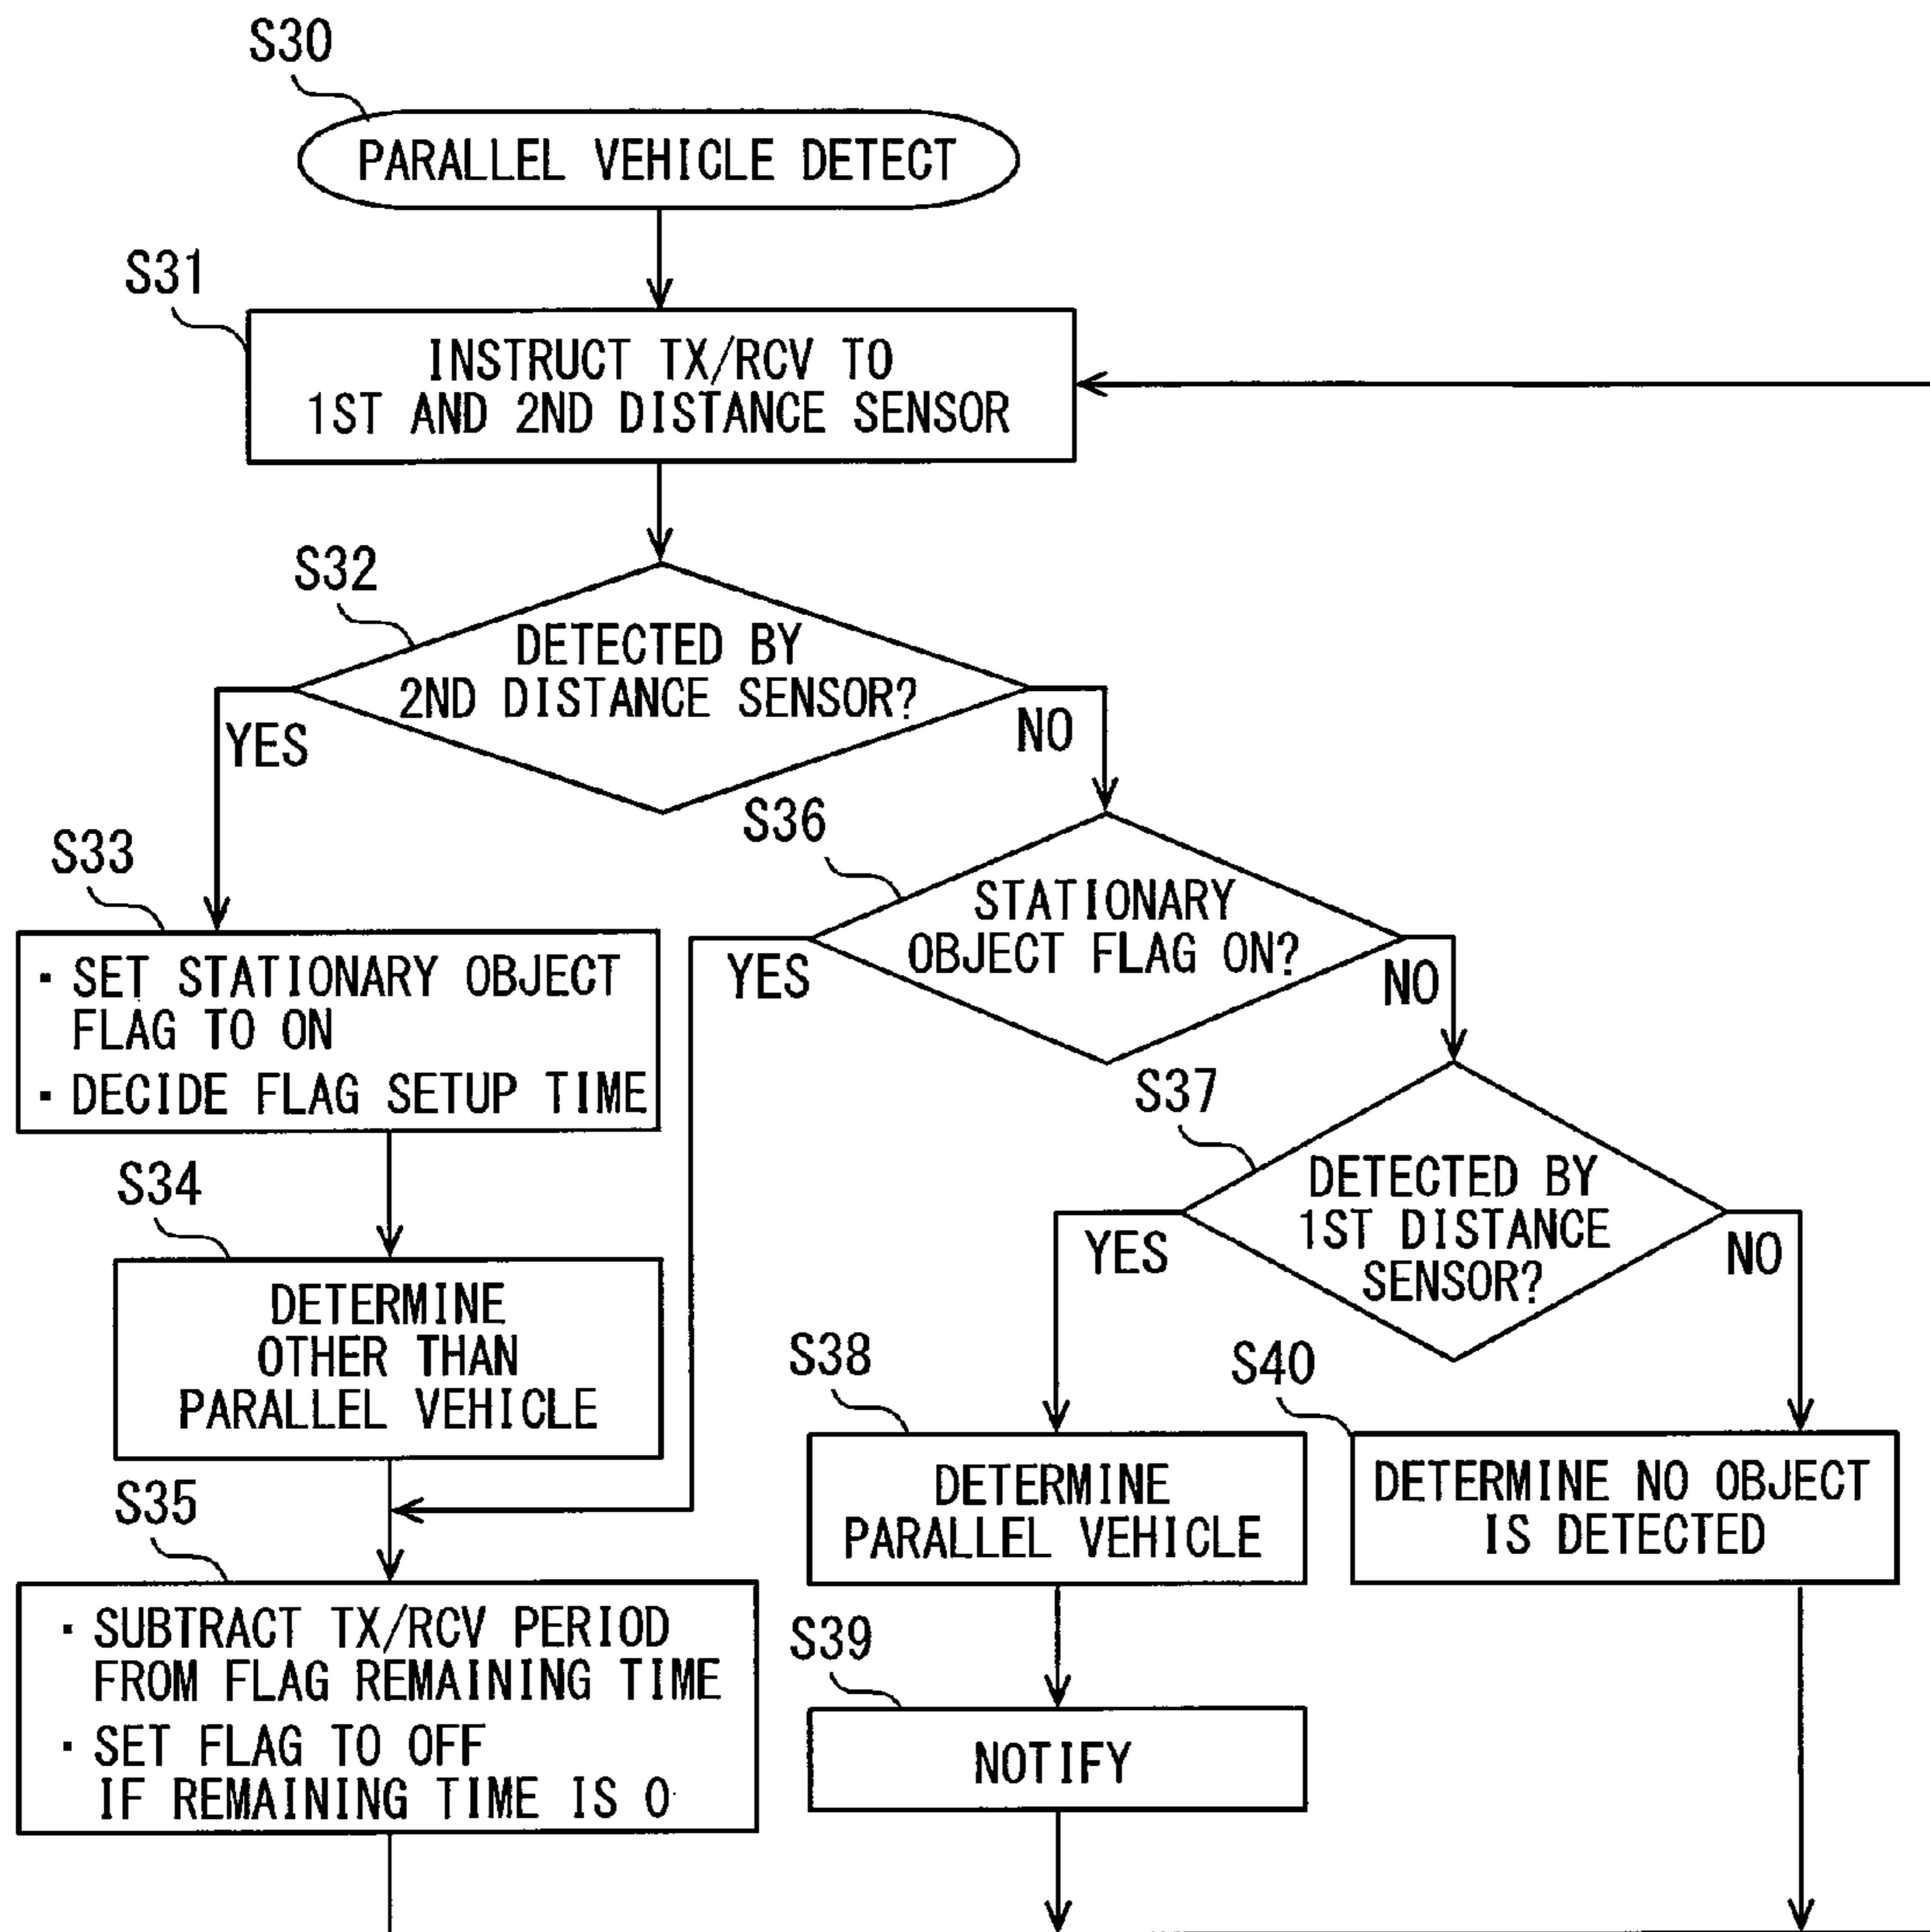 S30
PARALLEL VEHICLE DETECT
S31
INSTRUCT TX/RCV TO
1ST AND 2ND DISTANCE SENSOR
S32
DETECTED BY
2ND DISTANCE SENSOR?
YES
NO
S33
· SET STATIONARY OBJECT
FLAG TO ON
· DECIDE FLAG SETUP TIME
S36
STATIONARY
OBJECT FLAG ON?
YES
NO
S34
DETERMINE
OTHER THAN
PARALLEL VEHICLE
S37
DETECTED BY
1ST DISTANCE
SENSOR?
YES
NO
S35
· SUBTRACT TX/RCV PERIOD
FROM FLAG REMAINING TIME
· SET FLAG TO OFF
IF REMAINING TIME IS 0
S38
DETERMINE
PARALLEL VEHICLE
S40
DETERMINE NO OBJECT
IS DETECTED
S39
NOTIFY